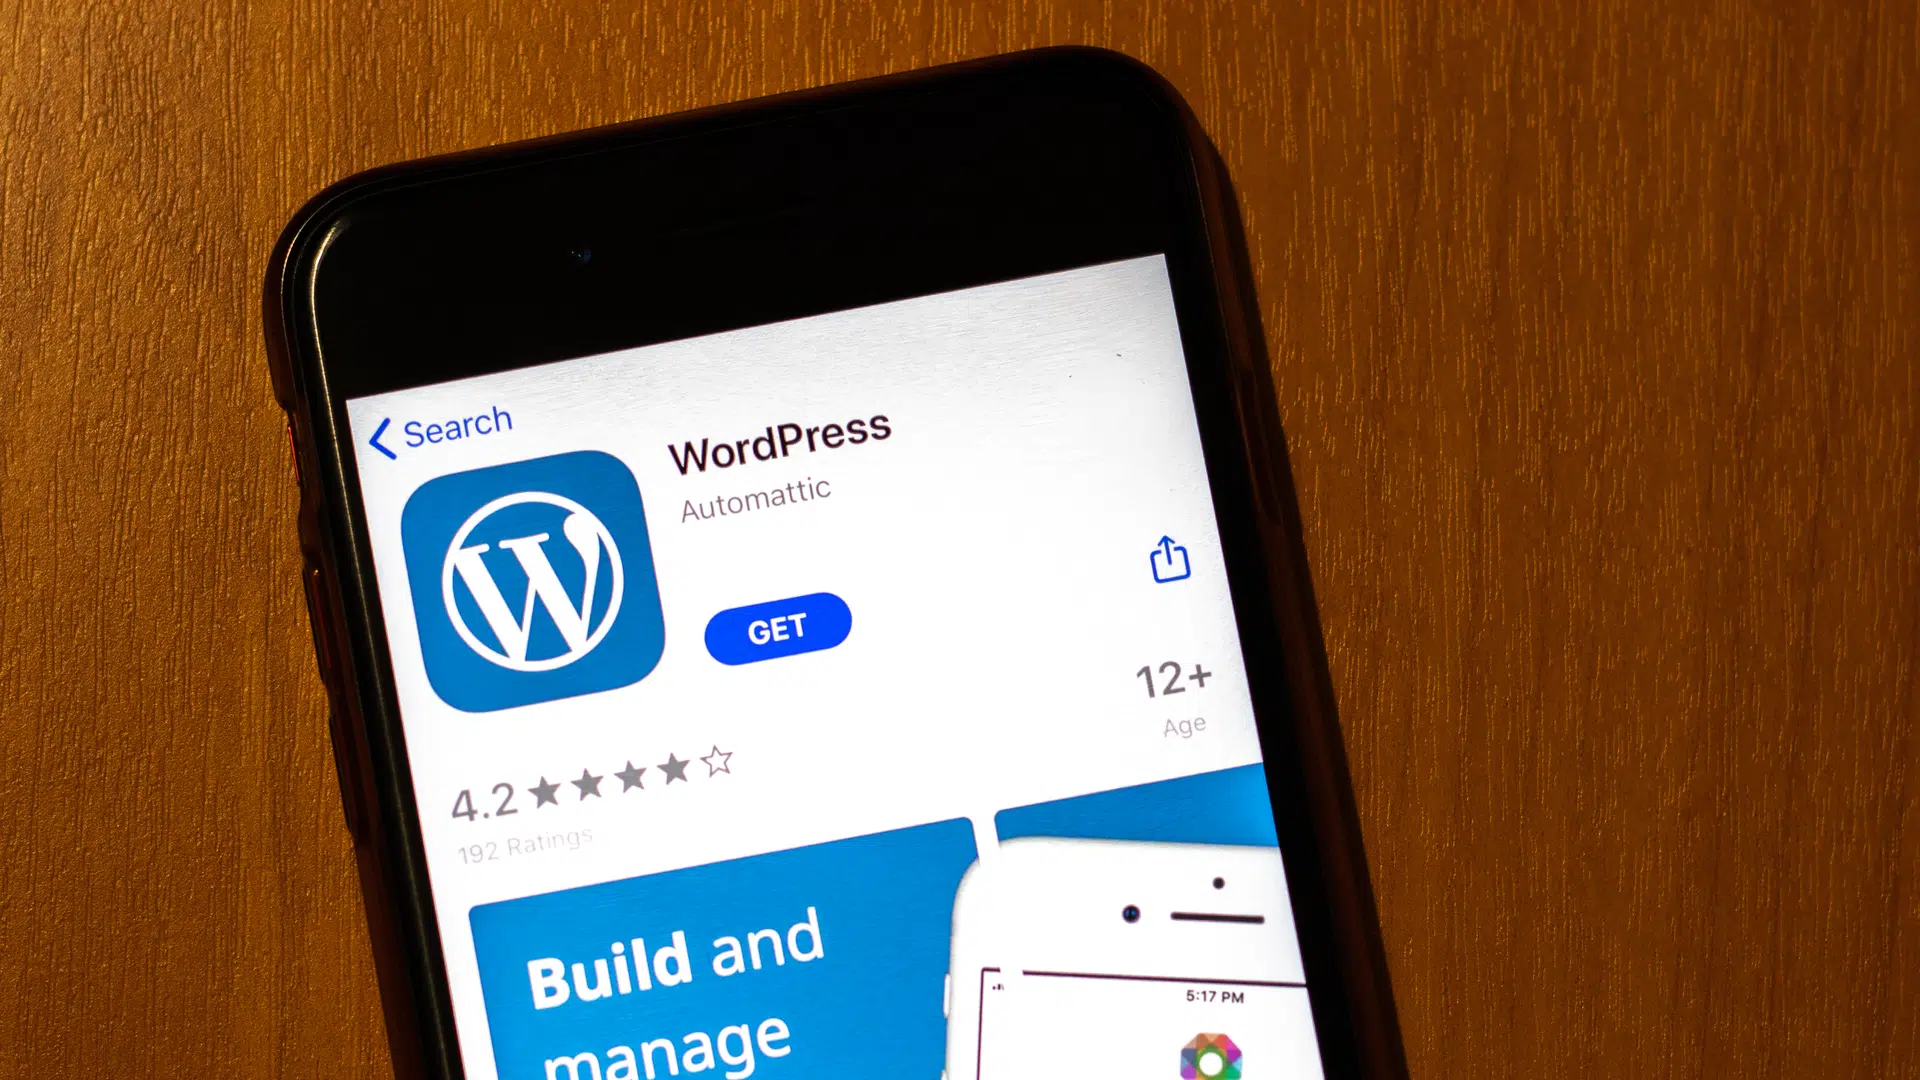 Search
WordPress
Automattic
GET
12+
Age
4.2
192 Ratings
Build and
manage
5:17 PM